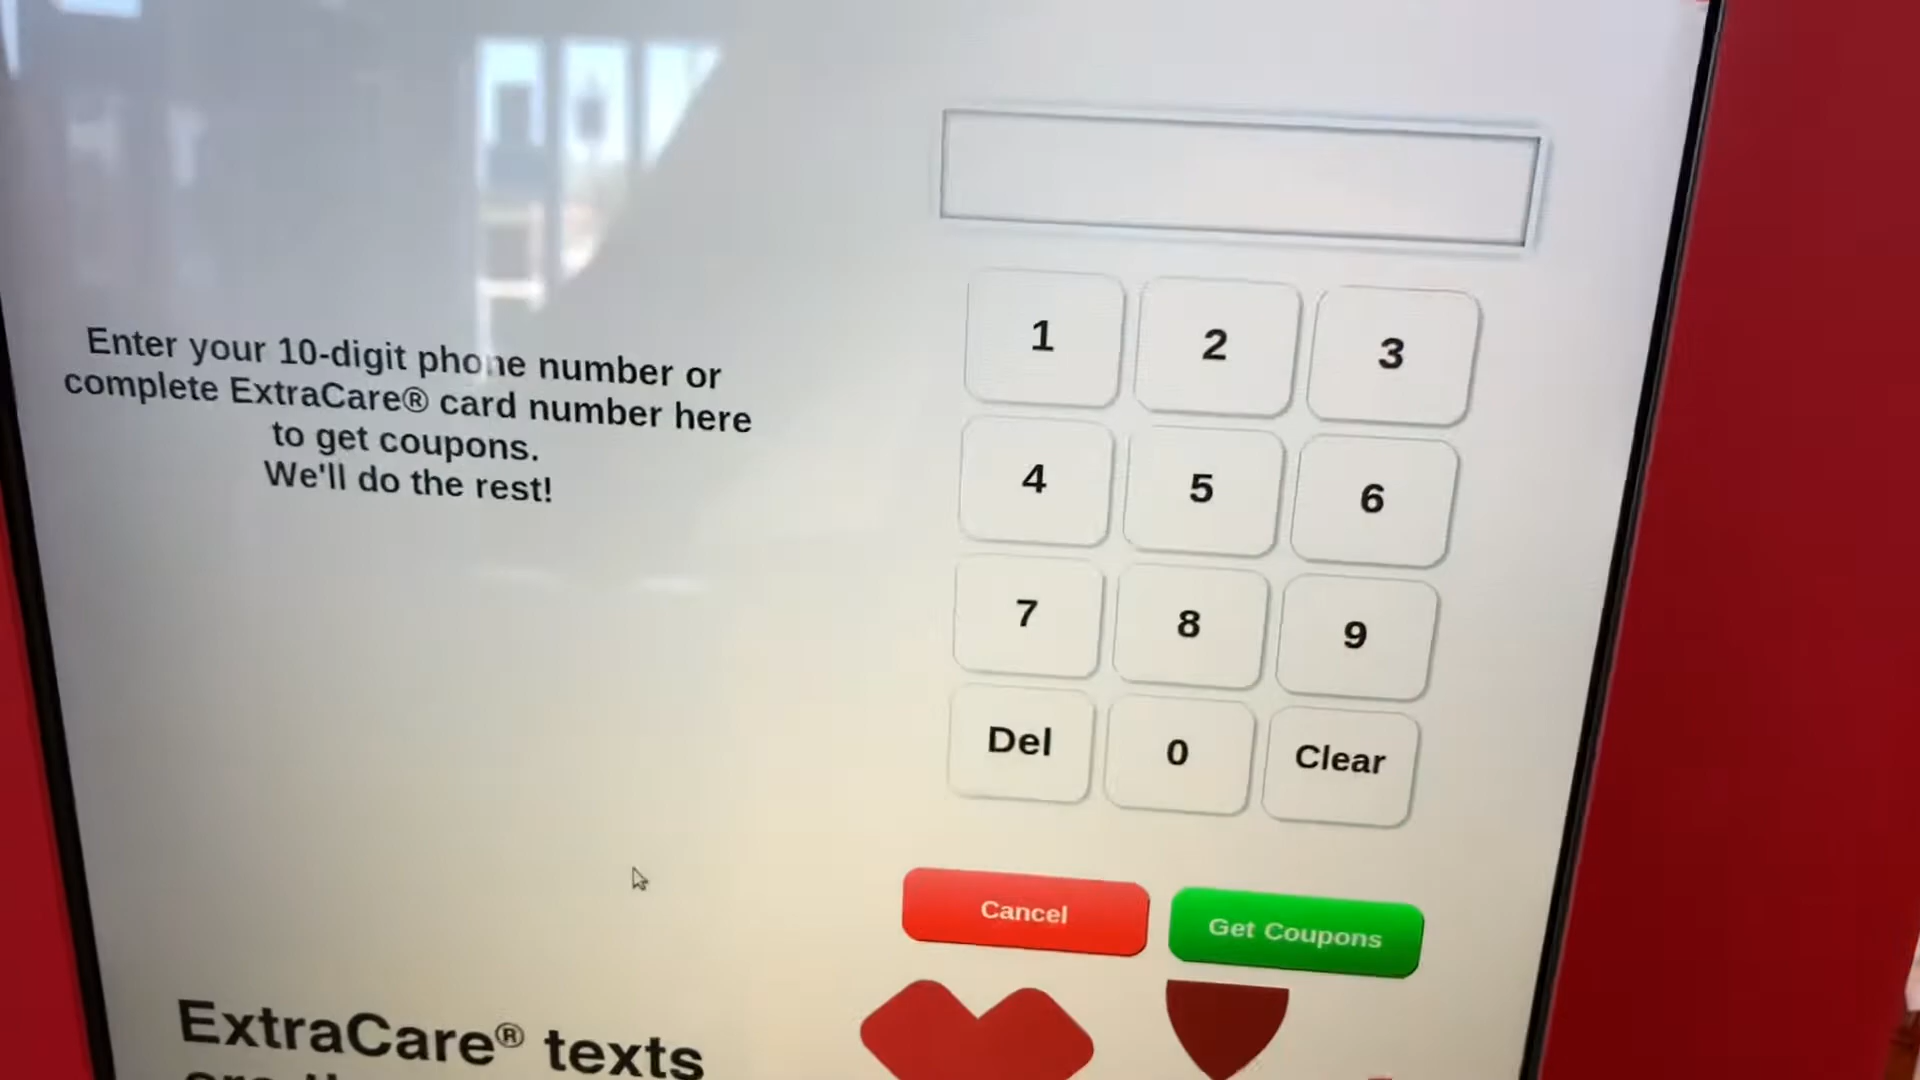 Enter your 10-digit phone number or
complete ExtraCare® card number here
to get coupons.
We'll do the rest!
1 2 3
4 5 6
7 8 9
Del 0 Clear
Cancel Get Coupons
ExtraCare® texts